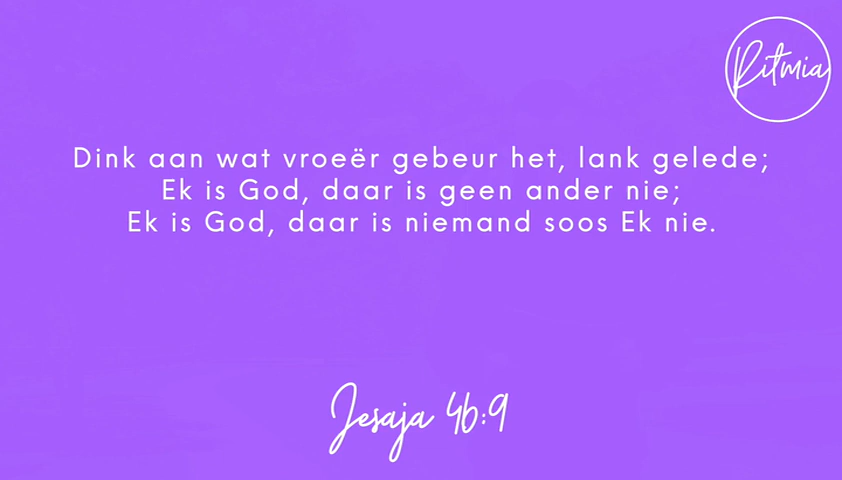 Ritmia
Dink aan wat vroeër gebeur het, lank gelede;
Ek is God, daar is geen ander nie;
Ek is God, daar is niemand soos Ek nie.
Jesaja 46:9